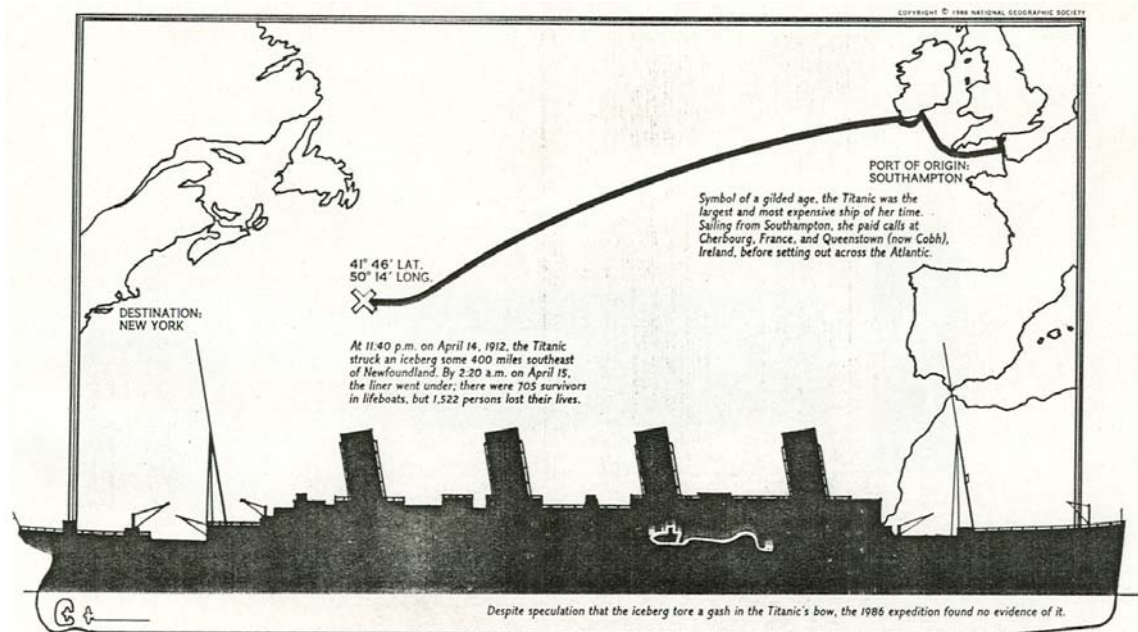 COPYRIGHT © 1986 NATIONAL GEOGRAPHIC SOCIETY
PORT OF ORIGIN:
SOUTHAMPTON
Symbol of a gilded age, the Titanic was the
largest and most expensive ship of her time.
Sailing from Southampton, she paid calls at
Cherbourg, France, and Queenstown (now Cobh),
Ireland, before setting out across the Atlantic.
41° 46' LAT.
50° 14' LONG.
DESTINATION:
NEW YORK
At 11:40 p.m. on April 14, 1912, the Titanic
struck an iceberg some 400 miles southeast
of Newfoundland. By 2:20 a.m. on April 15,
the liner went under; there were 705 survivors
in lifeboats, but 1,522 persons lost their lives.
Despite speculation that the iceberg tore a gash in the Titanic's bow, the 1986 expedition found no evidence of it.